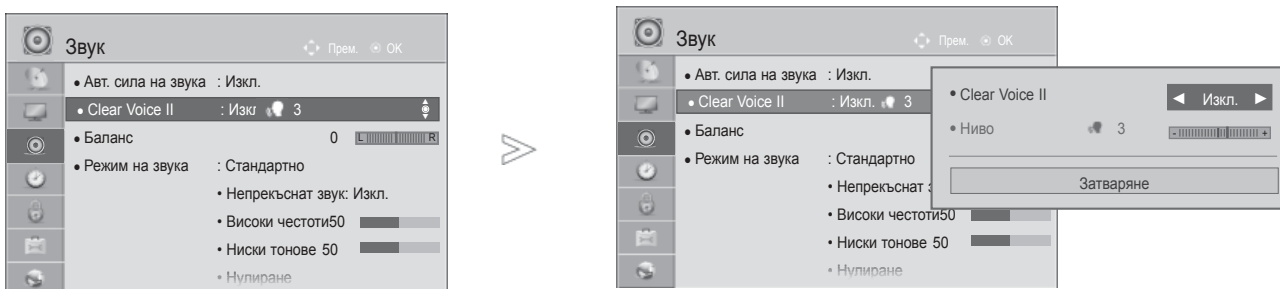 Звук Прем. OK
• Авт. сила на звука : Изкл.
• Clear Voice II : Изкл 3
• Баланс 0 L R
• Режим на звука : Стандартно
• Непрекъснат звук: Изкл.
• Високи честоти50
• Ниски тонове 50
• Нулиране
Звук Прем. OK
• Авт. сила на звука : Изкл.
• Clear Voice II : Изкл. 3
• Баланс
• Режим на звука : Стандартно
• Непрекъснат з
• Високи честоти50
• Ниски тонове 50
• Нулиране
• Clear Voice II ◄ Изкл. ►
• Ниво 3 - +
Затваряне